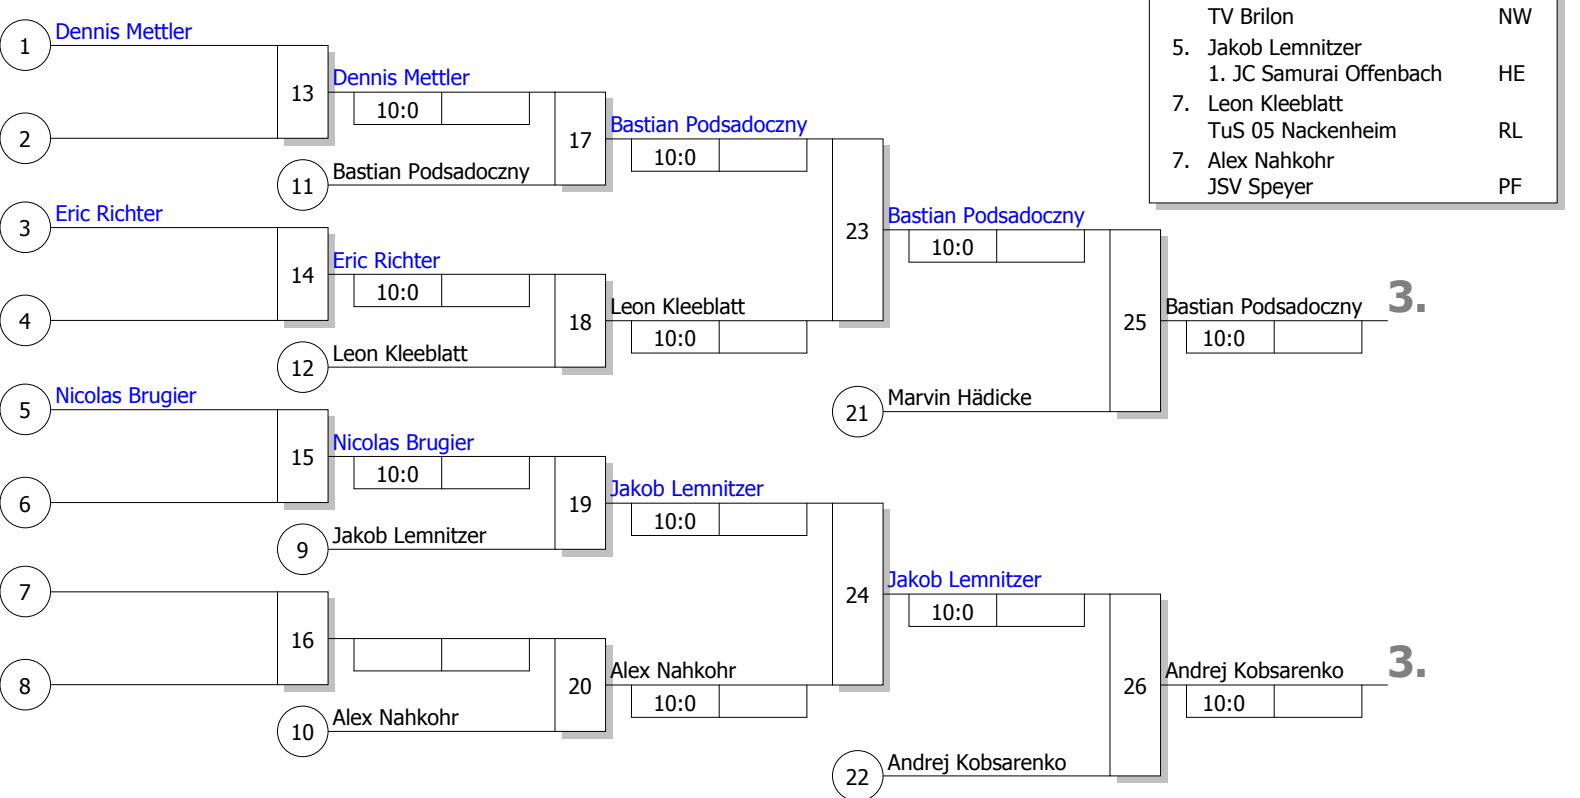 TV Brilon NW
5. Jakob Lemnitzer
1. JC Samurai Offenbach HE
7. Leon Kleeblatt
TuS 05 Nackenheim RL
7. Alex Nahkohr
JSV Speyer PF
1 Dennis Mettler
13 Dennis Mettler
10:0
2
17 Bastian Podsadoczny
10:0
11 Bastian Podsadoczny
3 Eric Richter
23 Bastian Podsadoczny
10:0
14 Eric Richter
10:0
4
18 Leon Kleeblatt
10:0
12 Leon Kleeblatt
25 Bastian Podsadoczny 3.
10:0
21 Marvin Hädicke
5 Nicolas Brugier
15 Nicolas Brugier
10:0
6
19 Jakob Lemnitzer
10:0
9 Jakob Lemnitzer
7
24 Jakob Lemnitzer
10:0
16
8
20 Alex Nahkohr
10:0
10 Alex Nahkohr
26 Andrej Kobsarenko 3.
10:0
22 Andrej Kobsarenko